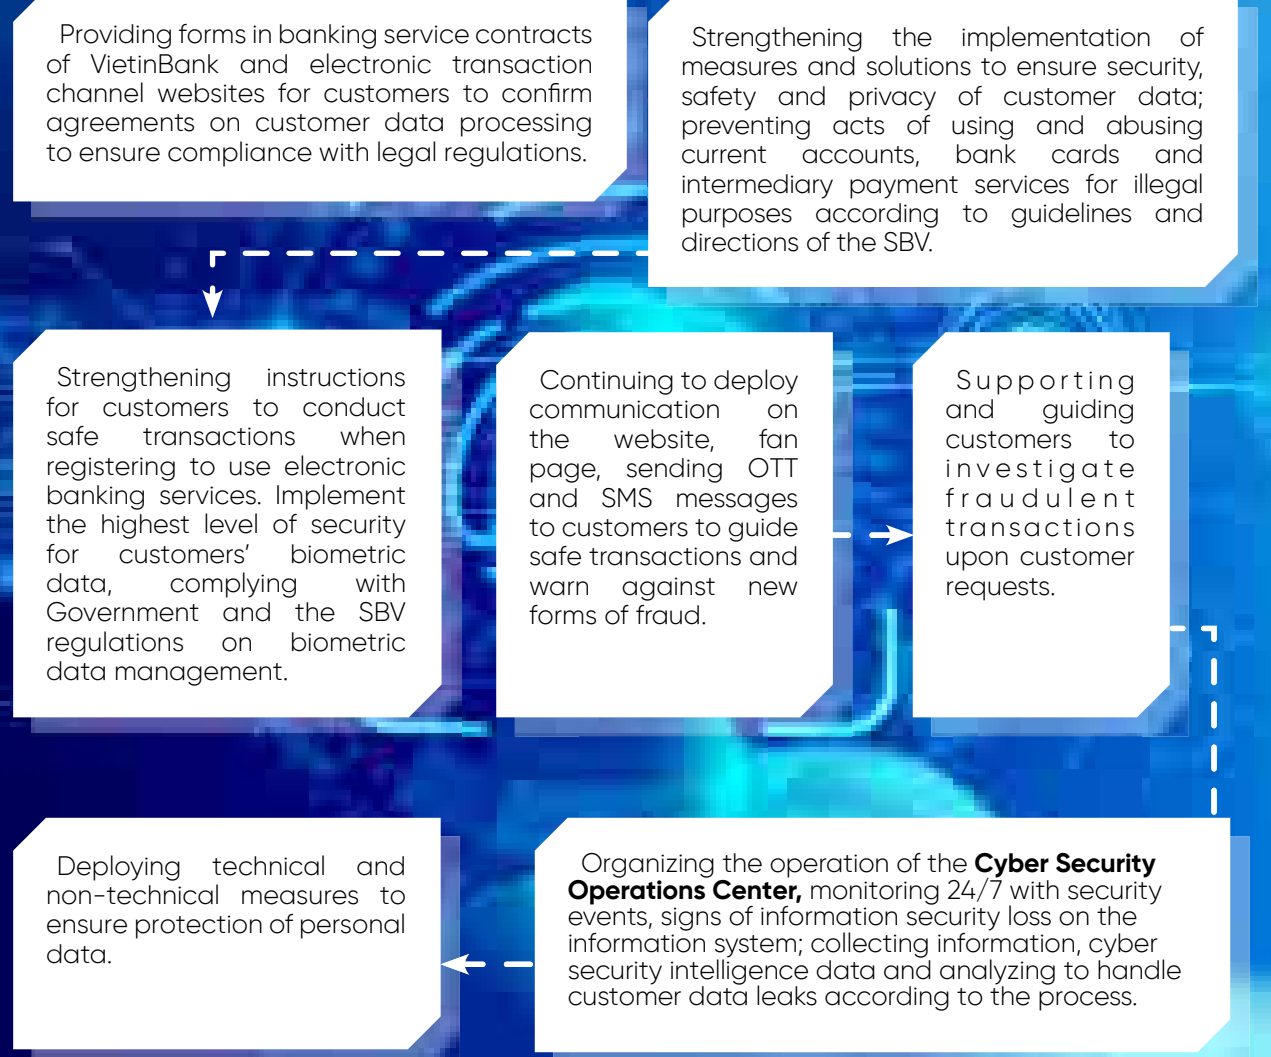 Providing forms in banking service contracts
of VietinBank and electronic transaction
channel websites for customers to confirm
agreements on customer data processing
to ensure compliance with legal regulations.
Strengthening the implementation of
measures and solutions to ensure security,
safety and privacy of customer data;
preventing acts of using and abusing
current accounts, bank cards and
intermediary payment services for illegal
purposes according to guidelines and
directions of the SBV.
Strengthening instructions
for customers to conduct
safe transactions when
registering to use electronic
banking services. Implement
the highest level of security
for customers’ biometric
data, complying with
Government and the SBV
regulations on biometric
data management.
Continuing to deploy
communication on
the website, fan
page, sending OTT
and SMS messages
to customers to guide
safe transactions and
warn against new
forms of fraud.
Supporting
and guiding
customers to
investigate
fraudulent
transactions
upon customer
requests.
Organizing the operation of the Cyber Security
Operations Center, monitoring 24/7 with security
events, signs of information security loss on the
information system; collecting information, cyber
security intelligence data and analyzing to handle
customer data leaks according to the process.
Deploying technical and
non-technical measures to
ensure protection of personal
data.